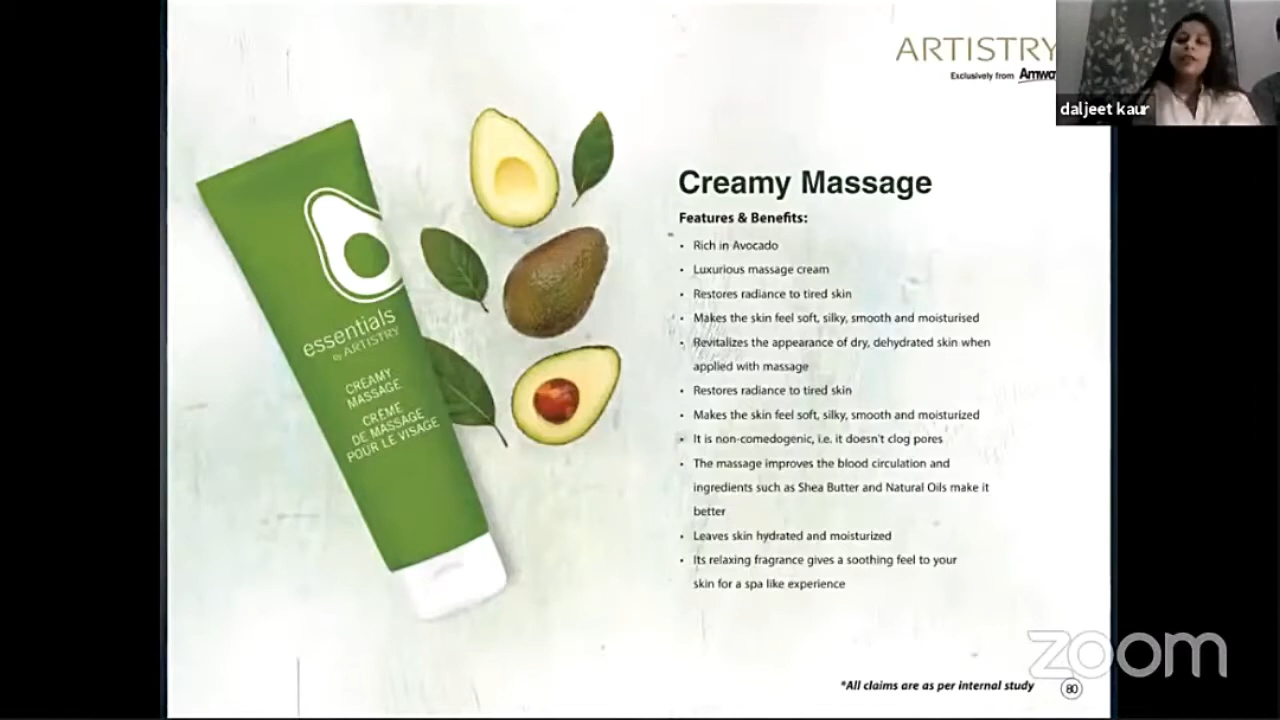 ARTISTRY
Exclusively from
daljeet kaur
essentials
by ARTISTRY
CREAMY
MASSAGE
CRÈME
DE MASSAGE
POUR LE VISAGE
Creamy Massage
Features & Benefits:
• Rich in Avocado
• Luxurious massage cream
• Restores radiance to tired skin
• Makes the skin feel soft, silky, smooth and moisturised
• Revitalizes the appearance of dry, dehydrated skin when
applied with massage
• Restores radiance to tired skin
• Makes the skin feel soft, silky, smooth and moisturized
• It is non-comedogenic, i.e. it doesn't clog pores
• The massage improves the blood circulation and
ingredients such as Shea Butter and Natural Oils make it
better
• Leaves skin hydrated and moisturized
• Its relaxing fragrance gives a soothing feel to your
skin for a spa like experience
zoom
*All claims are as per internal study
80